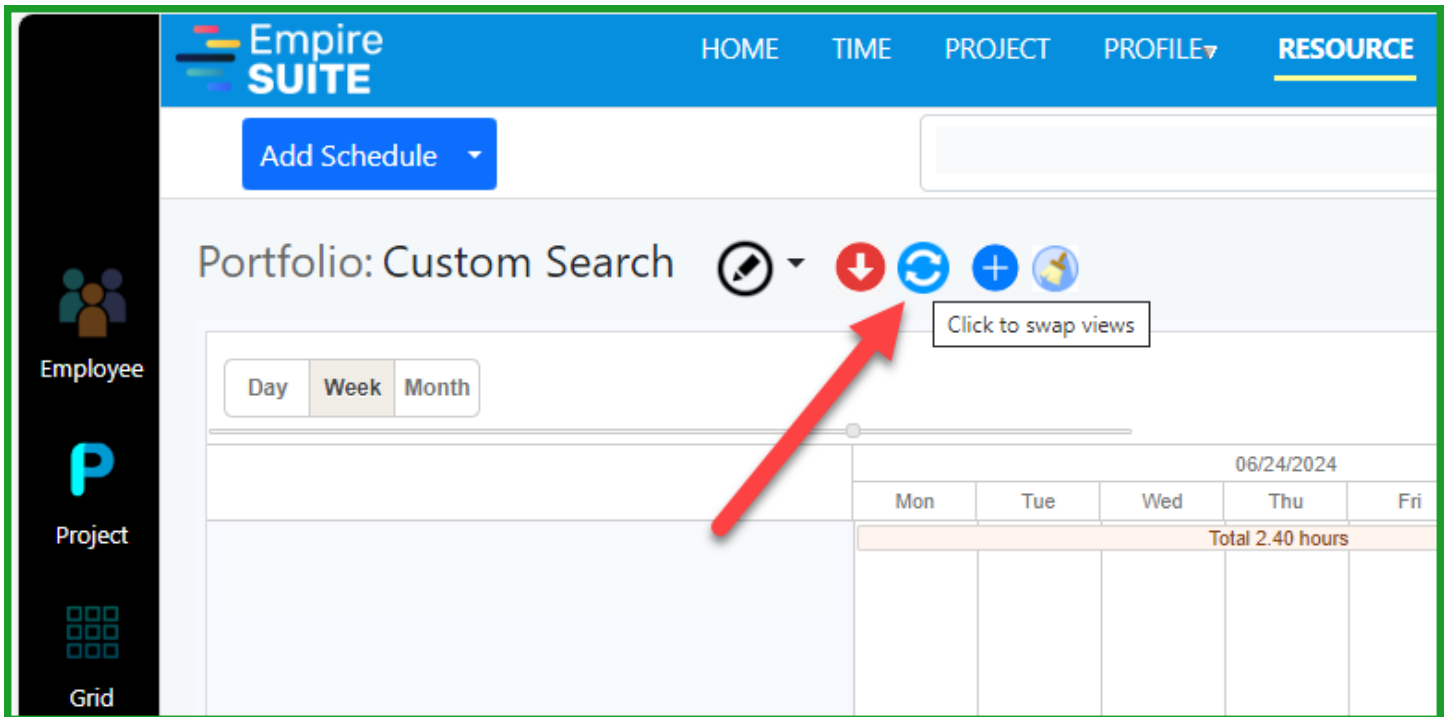 Empire
SUITE
HOME TIME PROJECT PROFILE RESOURCE
Add Schedule
Portfolio: Custom Search
Click to swap views
Employee
Day Week Month
P
06/24/2024
Mon Tue Wed Thu Fri
Project
Total 2.40 hours
Grid